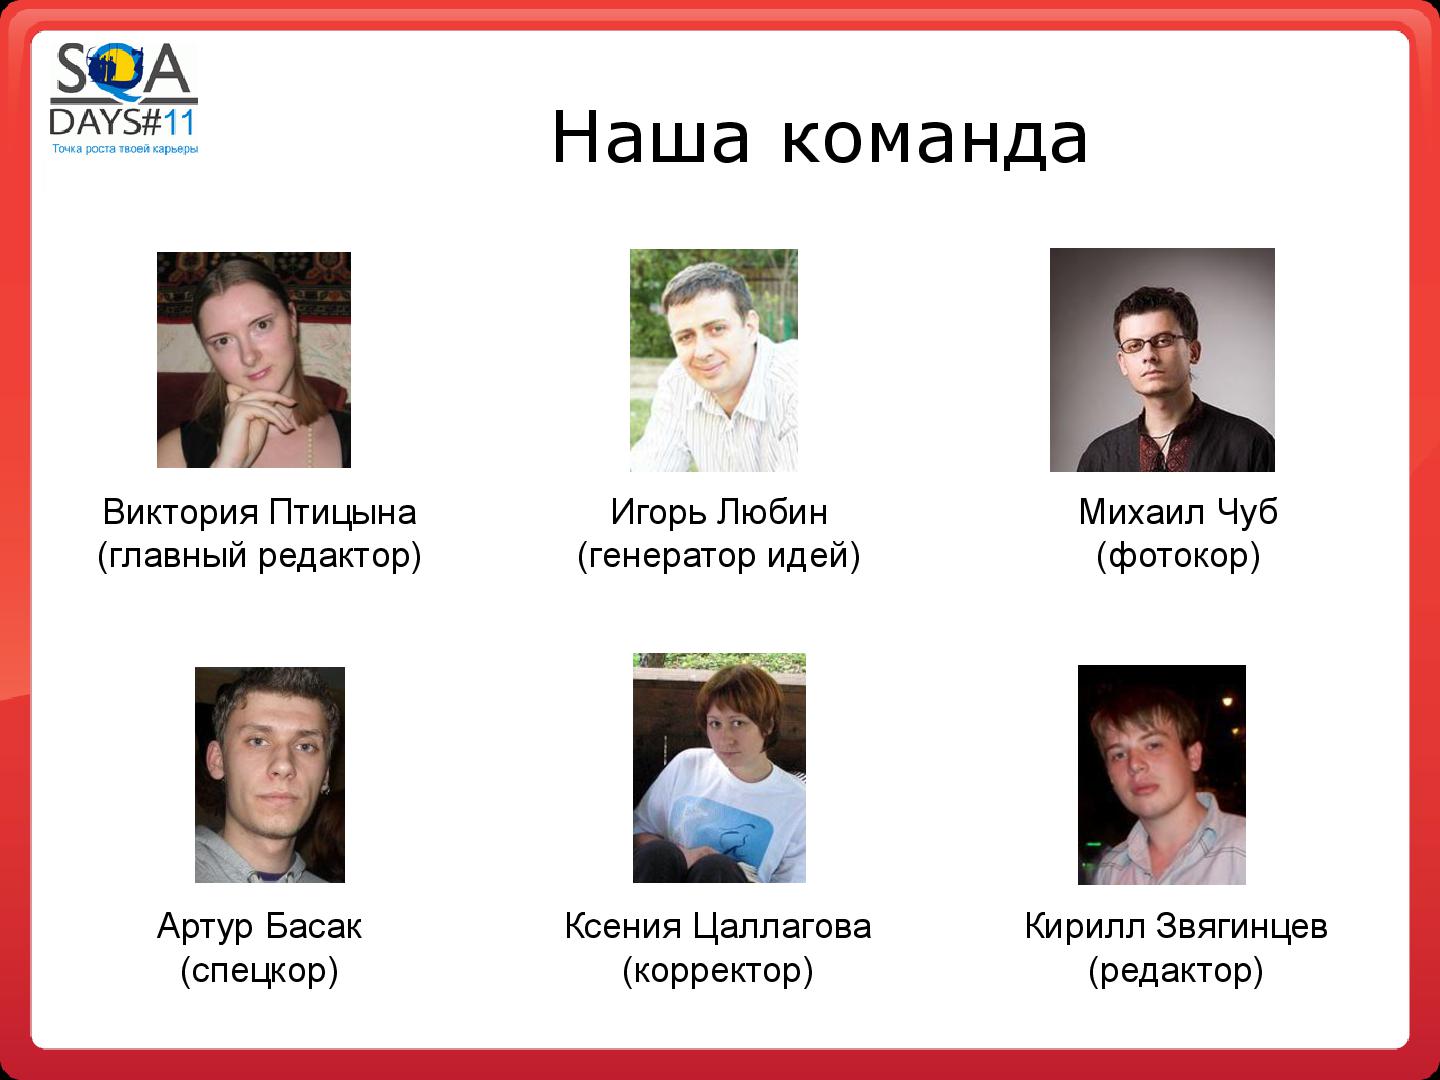 SQA
DAYS#11
Точка роста твоей карьеры
Наша команда
Виктория Птицына
(главный редактор)
Игорь Любин
(генератор идей)
Михаил Чуб
(фотокор)
Артур Басак
(спецкор)
Ксения Цаллагова
(корректор)
Кирилл Звягинцев
(редактор)